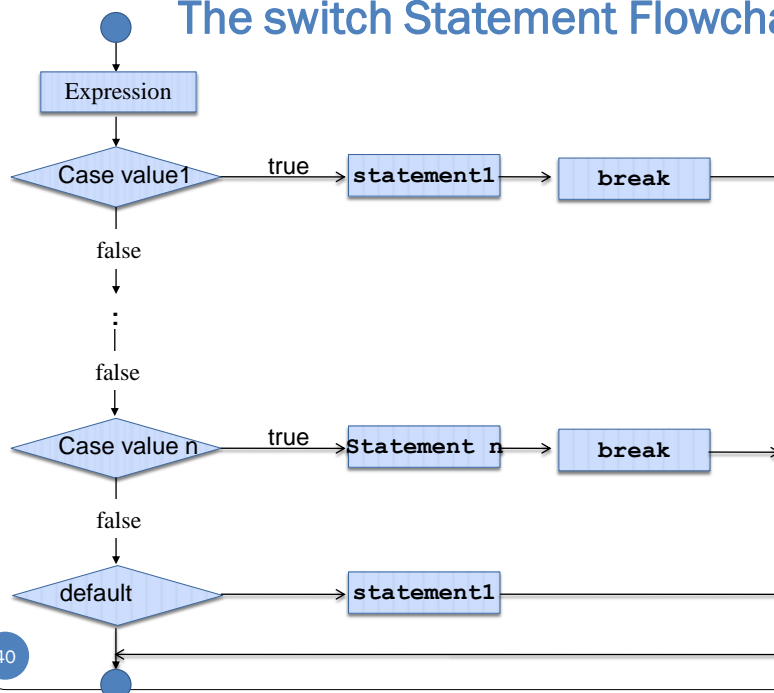 The switch Statement Flowcha
Expression
Case value1
true
statement1
break
false
:
false
Case value n
true
Statement n
break
false
default
statement1
40